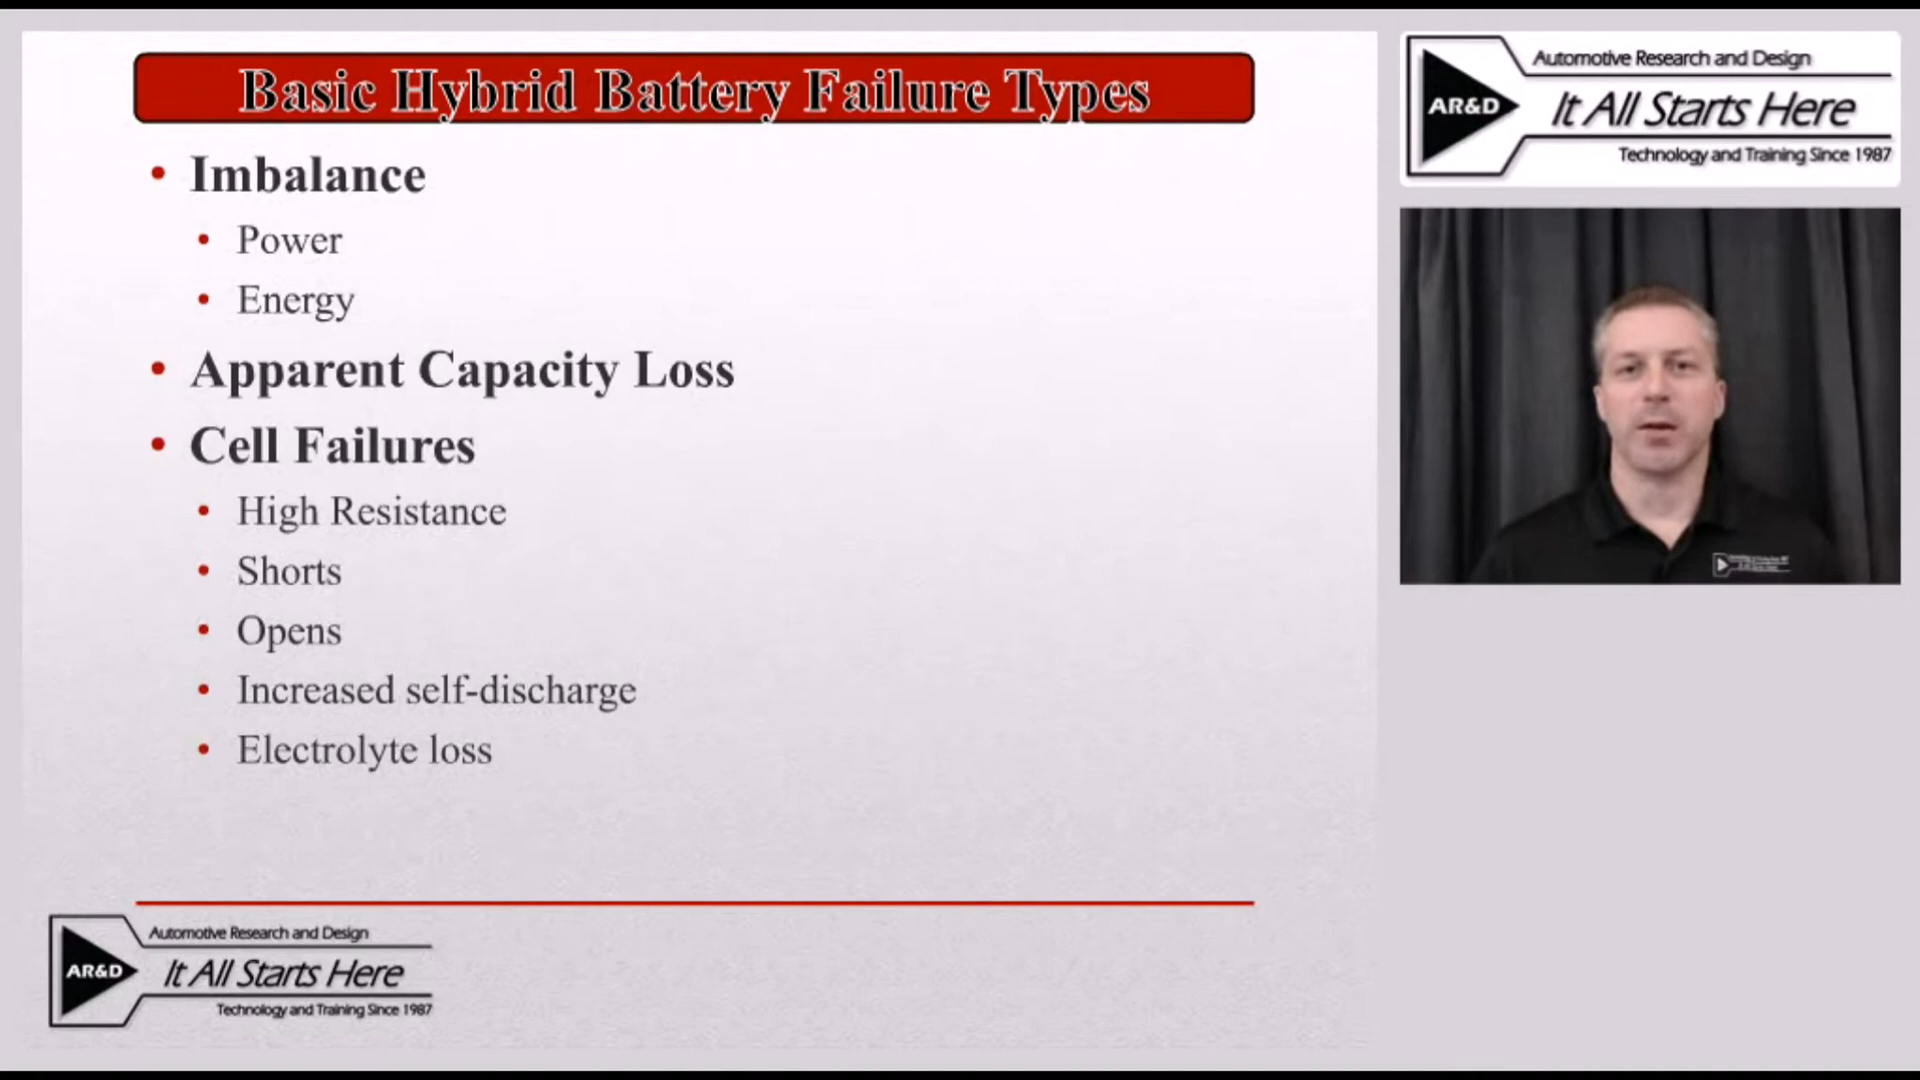 Basic Hybrid Battery Failure Types
Imbalance
Power
Energy
Apparent Capacity Loss
Cell Failures
High Resistance
Shorts
Opens
Increased self-discharge
Electrolyte loss
Automotive Research and Design
AR&D
It All Starts Here
Technology and Training Since 1987
Automotive Research and Design
AR&D
It All Starts Here
Technology and Training Since 1987